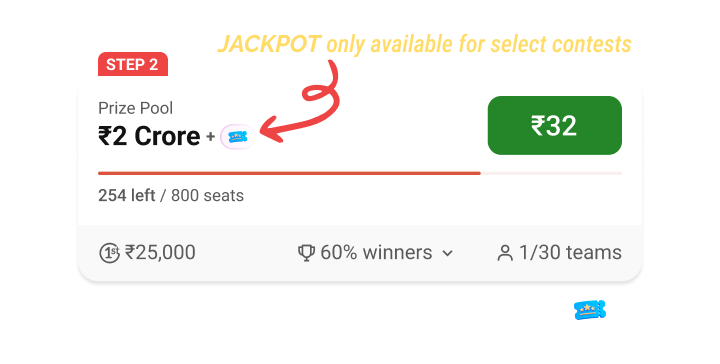 JACKPOT only available for select contests
STEP 2
Prize Pool
₹2 Crore +
₹32
254 left / 800 seats
1st ₹25,000
60% winners
1/30 teams